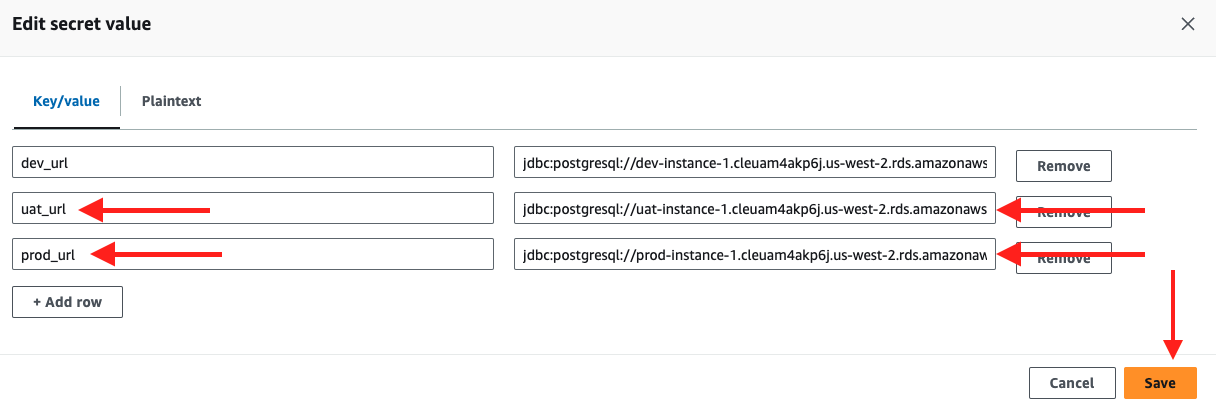 Edit secret value
Key/value Plaintext
dev_url jdbc:postgresql://dev-instance-1.cleuam4akp6j.us-west-2.rds.amazonaws Remove
uat_url jdbc:postgresql://uat-instance-1.cleuam4akp6j.us-west-2.rds.amazonaws Remove
prod_url jdbc:postgresql://prod-instance-1.cleuam4akp6j.us-west-2.rds.amazonaw Remove
+ Add row
Cancel Save